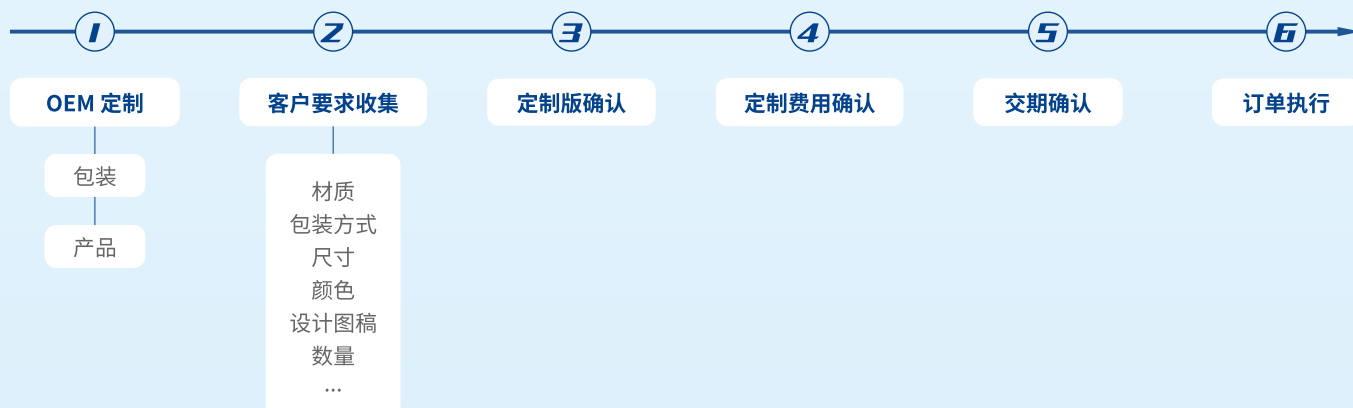 1 2 3 4 5 6
OEM 定制 客户要求收集 定制版确认 定制费用确认 交期确认 订单执行
包装
产品
材质
包装方式
尺寸
颜色
设计图稿
数量
...